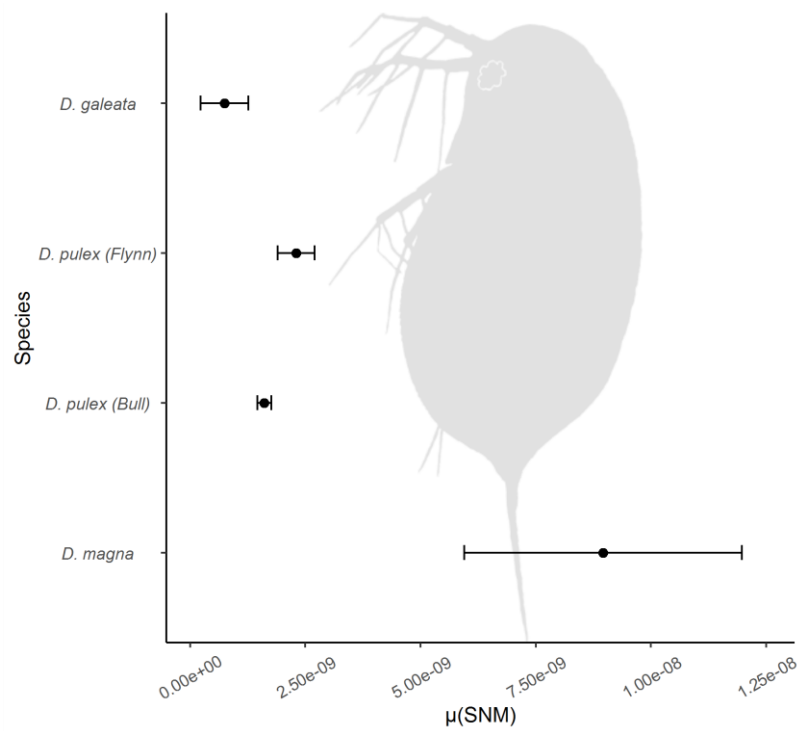 D. galeata
D. pulex (Flynn)
D. pulex (Bull)
D. magna
Species
0.00e+00
2.50e-09
5.00e-09
7.50e-09
1.00e-08
1.25e-08
µ(SNM)